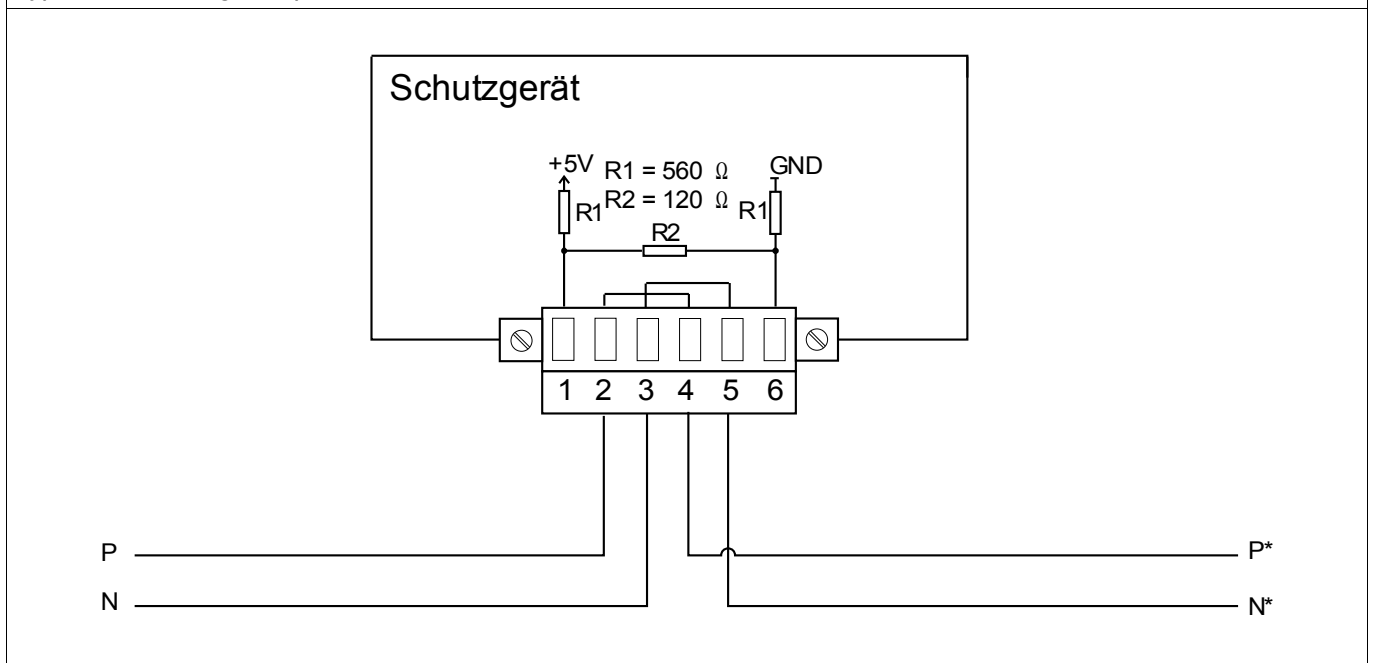 Schutzgerät
+5V R1 = 560 Ω GND
R2 = 120 Ω
R1 R1
R2
1 2 3 4 5 6
P P*
N N*